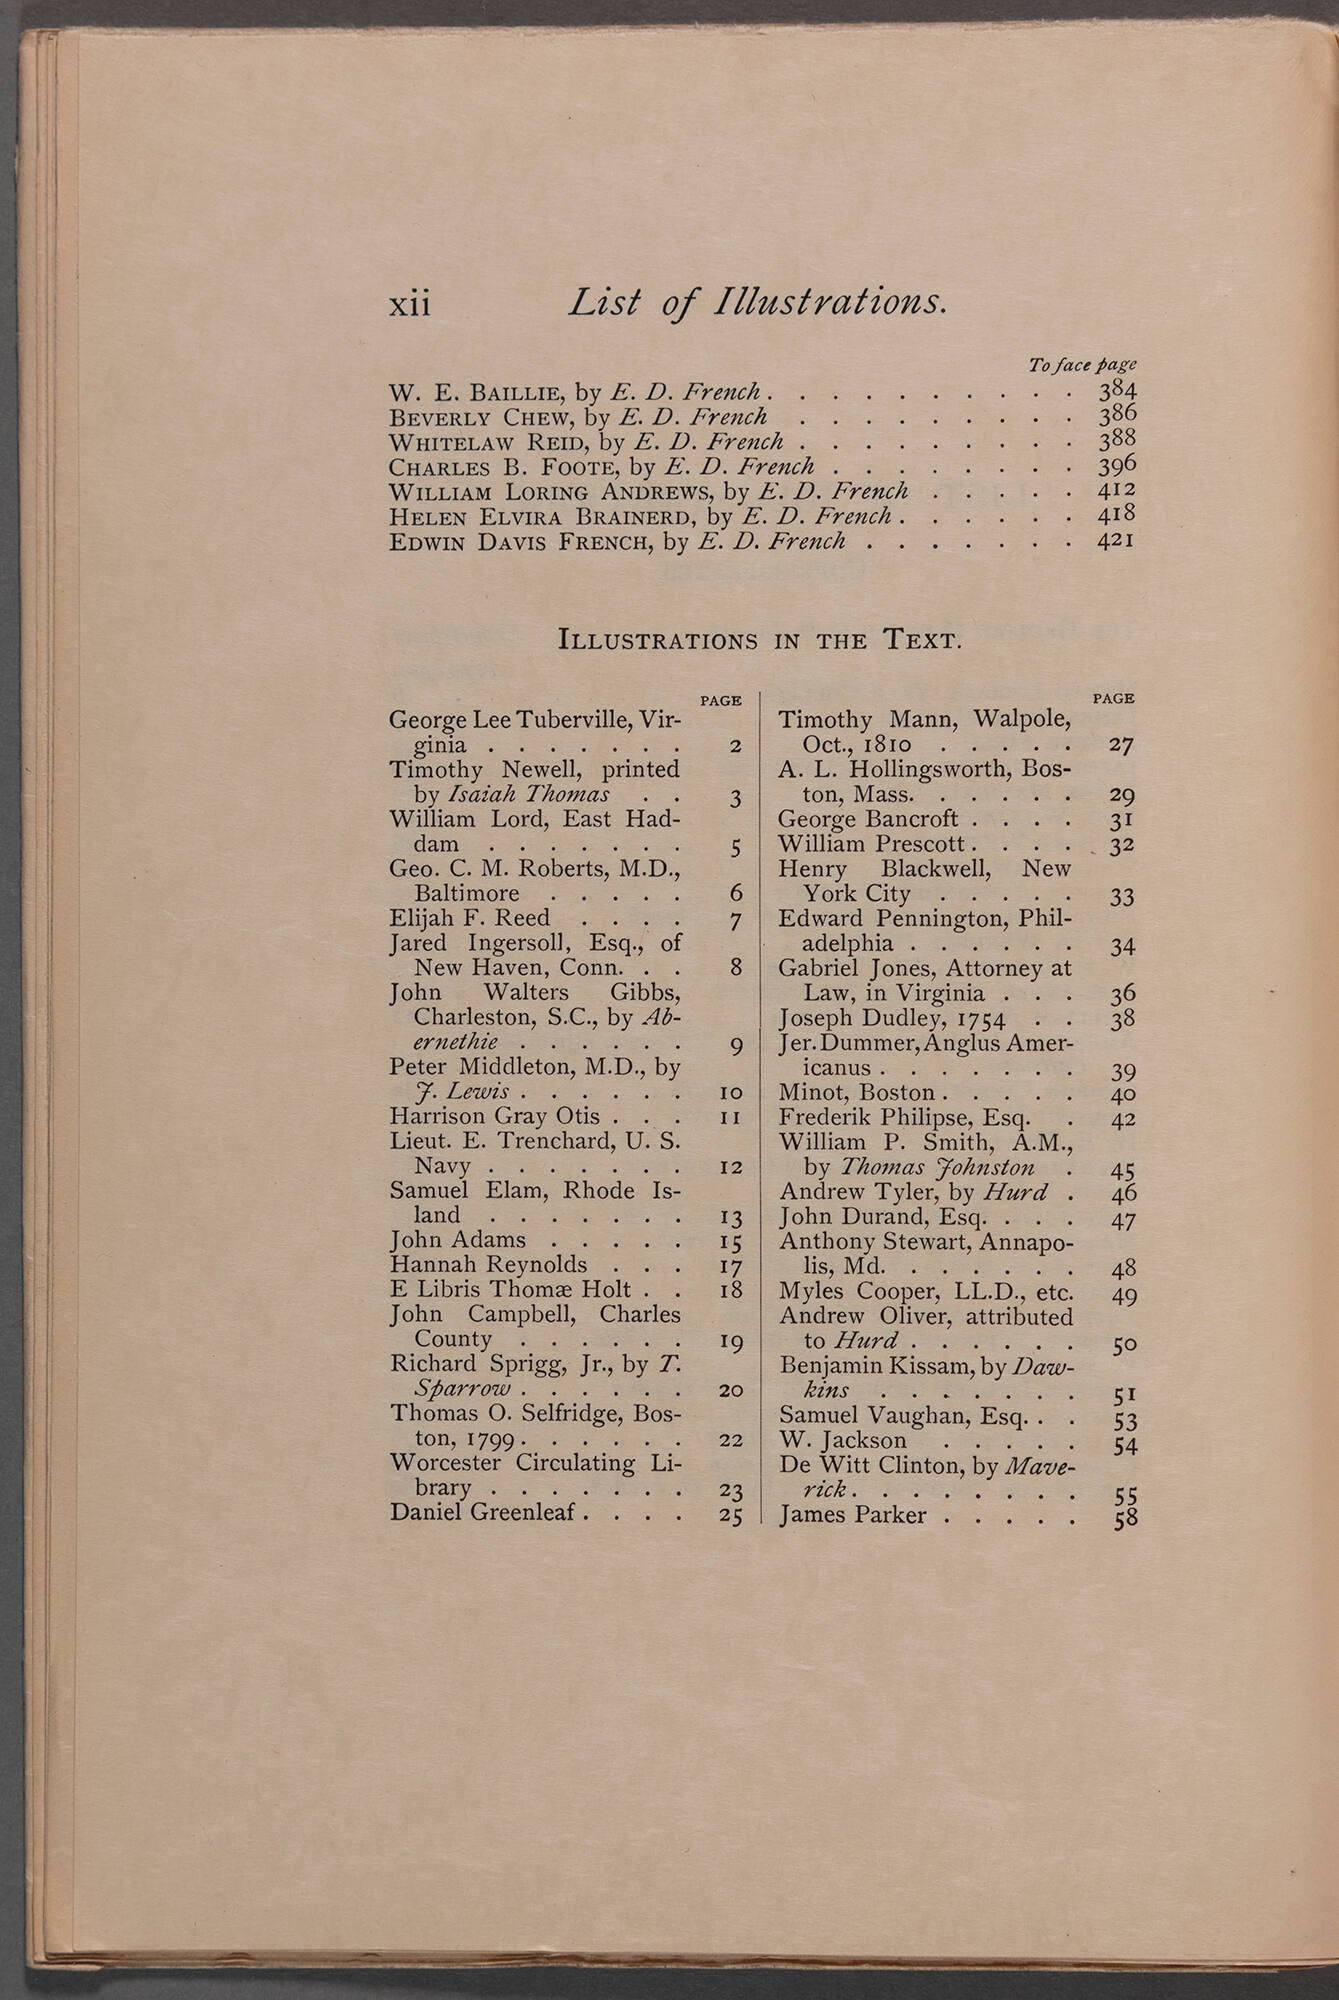 xii List of Illustrations.
To face page
W. E. BAILLIE, by E. D. French . . . . . . . . . . 384
BEVERLY CHEW, by E. D. French . . . . . . . . . 386
WHITELAW REID, by E. D. French . . . . . . . . . 388
CHARLES B. FOOTE, by E. D. French . . . . . . . . 396
WILLIAM LORING ANDREWS, by E. D. French . . . . . 412
HELEN ELVIRA BRAINERD, by E. D. French . . . . . . 418
EDWIN DAVIS FRENCH, by E. D. French . . . . . . . 421
ILLUSTRATIONS IN THE TEXT.
PAGE
George Lee Tuberville, Vir-
ginia . . . . . . . 2
Timothy Newell, printed
by Isaiah Thomas . . 3
William Lord, East Had-
dam . . . . . . . 5
Geo. C. M. Roberts, M.D.,
Baltimore . . . . . 6
Elijah F. Reed . . . . 7
Jared Ingersoll, Esq., of
New Haven, Conn. . . 8
John Walters Gibbs,
Charleston, S.C., by Ab-
ernethie . . . . . . 9
Peter Middleton, M.D., by
J. Lewis . . . . . . 10
Harrison Gray Otis . . . 11
Lieut. E. Trenchard, U. S.
Navy . . . . . . . 12
Samuel Elam, Rhode Is-
land . . . . . . . 13
John Adams . . . . . 15
Hannah Reynolds . . . 17
E Libris Thomæ Holt . . 18
John Campbell, Charles
County . . . . . . 19
Richard Sprigg, Jr., by T.
Sparrow . . . . . . 20
Thomas O. Selfridge, Bos-
ton, 1799 . . . . . . 22
Worcester Circulating Li-
brary . . . . . . . 23
Daniel Greenleaf . . . . 25
PAGE
Timothy Mann, Walpole,
Oct., 1810 . . . . . 27
A. L. Hollingsworth, Bos-
ton, Mass. . . . . . 29
George Bancroft . . . . 31
William Prescott . . . . 32
Henry Blackwell, New
York City . . . . . 33
Edward Pennington, Phil-
adelphia . . . . . . 34
Gabriel Jones, Attorney at
Law, in Virginia . . . 36
Joseph Dudley, 1754 . . 38
Jer. Dummer, Anglus Amer-
icanus . . . . . . . 39
Minot, Boston . . . . . 40
Frederik Philipse, Esq. . 42
William P. Smith, A.M.,
by Thomas Johnston . 45
Andrew Tyler, by Hurd . 46
John Durand, Esq. . . . 47
Anthony Stewart, Annapo-
lis, Md. . . . . . . 48
Myles Cooper, LL.D., etc. 49
Andrew Oliver, attributed
to Hurd . . . . . . 50
Benjamin Kissam, by Daw-
kins . . . . . . . 51
Samuel Vaughan, Esq. . . 53
W. Jackson . . . . . 54
De Witt Clinton, by Mave-
rick . . . . . . . . 55
James Parker . . . . . 58